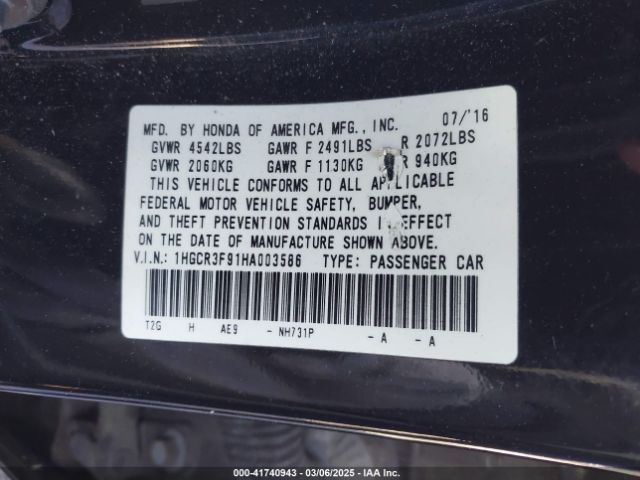 07/'16
MFD. BY HONDA OF AMERICA MFG., INC.
GVWR 4542LBS GAWR F 2491LBS R 2072LBS
GVWR 2060KG GAWR F 1130KG R 940KG
THIS VEHICLE CONFORMS TO ALL APPLICABLE
FEDERAL MOTOR VEHICLE SAFETY, BUMPER,
AND THEFT PREVENTION STANDARDS EFFECT
ON THE DATE OF MANUFACTURE SHOWN ABOVE.
V.I.N.: 1HGCR3F91HA003586 TYPE: PASSENGER CAR
T2G H AE9 - NH731P - A - A
000-41740943 - 03/06/2025 - IAA Inc.